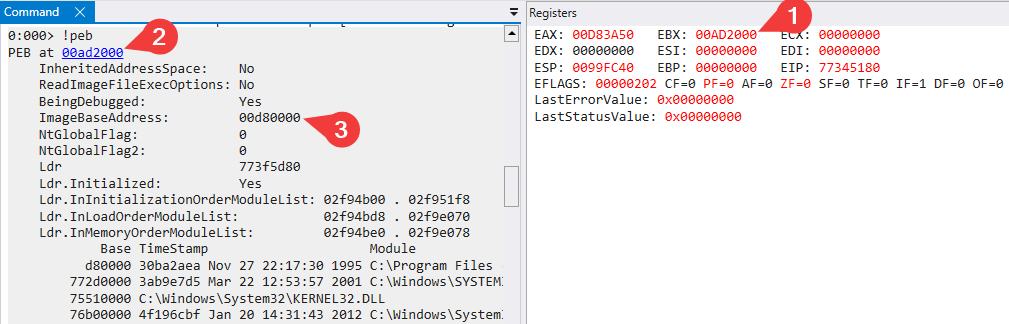 Command
0:000> !peb
PEB at 00ad2000
InheritedAddressSpace: No
ReadImageFileExecOptions: No
BeingDebugged: Yes
ImageBaseAddress: 00d80000
NtGlobalFlag: 0
NtGlobalFlag2: 0
Ldr 773f5d80
Ldr.Initialized: Yes
Ldr.InInitializationOrderModuleList: 02f94b00 . 02f951f8
Ldr.InLoadOrderModuleList: 02f94bd8 . 02f9e070
Ldr.InMemoryOrderModuleList: 02f94be0 . 02f9e078
Base TimeStamp Module
d80000 30ba2aea Nov 27 22:17:30 1995 C:\Program Files
772d0000 3ab9e7d5 Mar 22 12:53:57 2001 C:\Windows\SYSTEM
75510000 C:\Windows\System32\KERNEL32.DLL
76b00000 4f196cbf Jan 20 14:31:43 2012 C:\Windows\System
2
3
Registers
1
EAX: 00D83A50 EBX: 00AD2000 ECX: 00000000
EDX: 00000000 ESI: 00000000 EDI: 00000000
ESP: 0099FC40 EBP: 00000000 EIP: 77345180
EFLAGS: 00000202 CF=0 PF=0 AF=0 ZF=0 SF=0 TF=0 IF=1 DF=0 OF=0
LastErrorValue: 0x00000000
LastStatusValue: 0x00000000